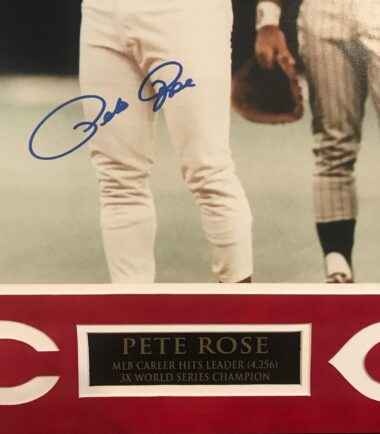 Pete Rose
C C
PETE ROSE
MLB CAREER HITS LEADER (4,256)
3X WORLD SERIES CHAMPION